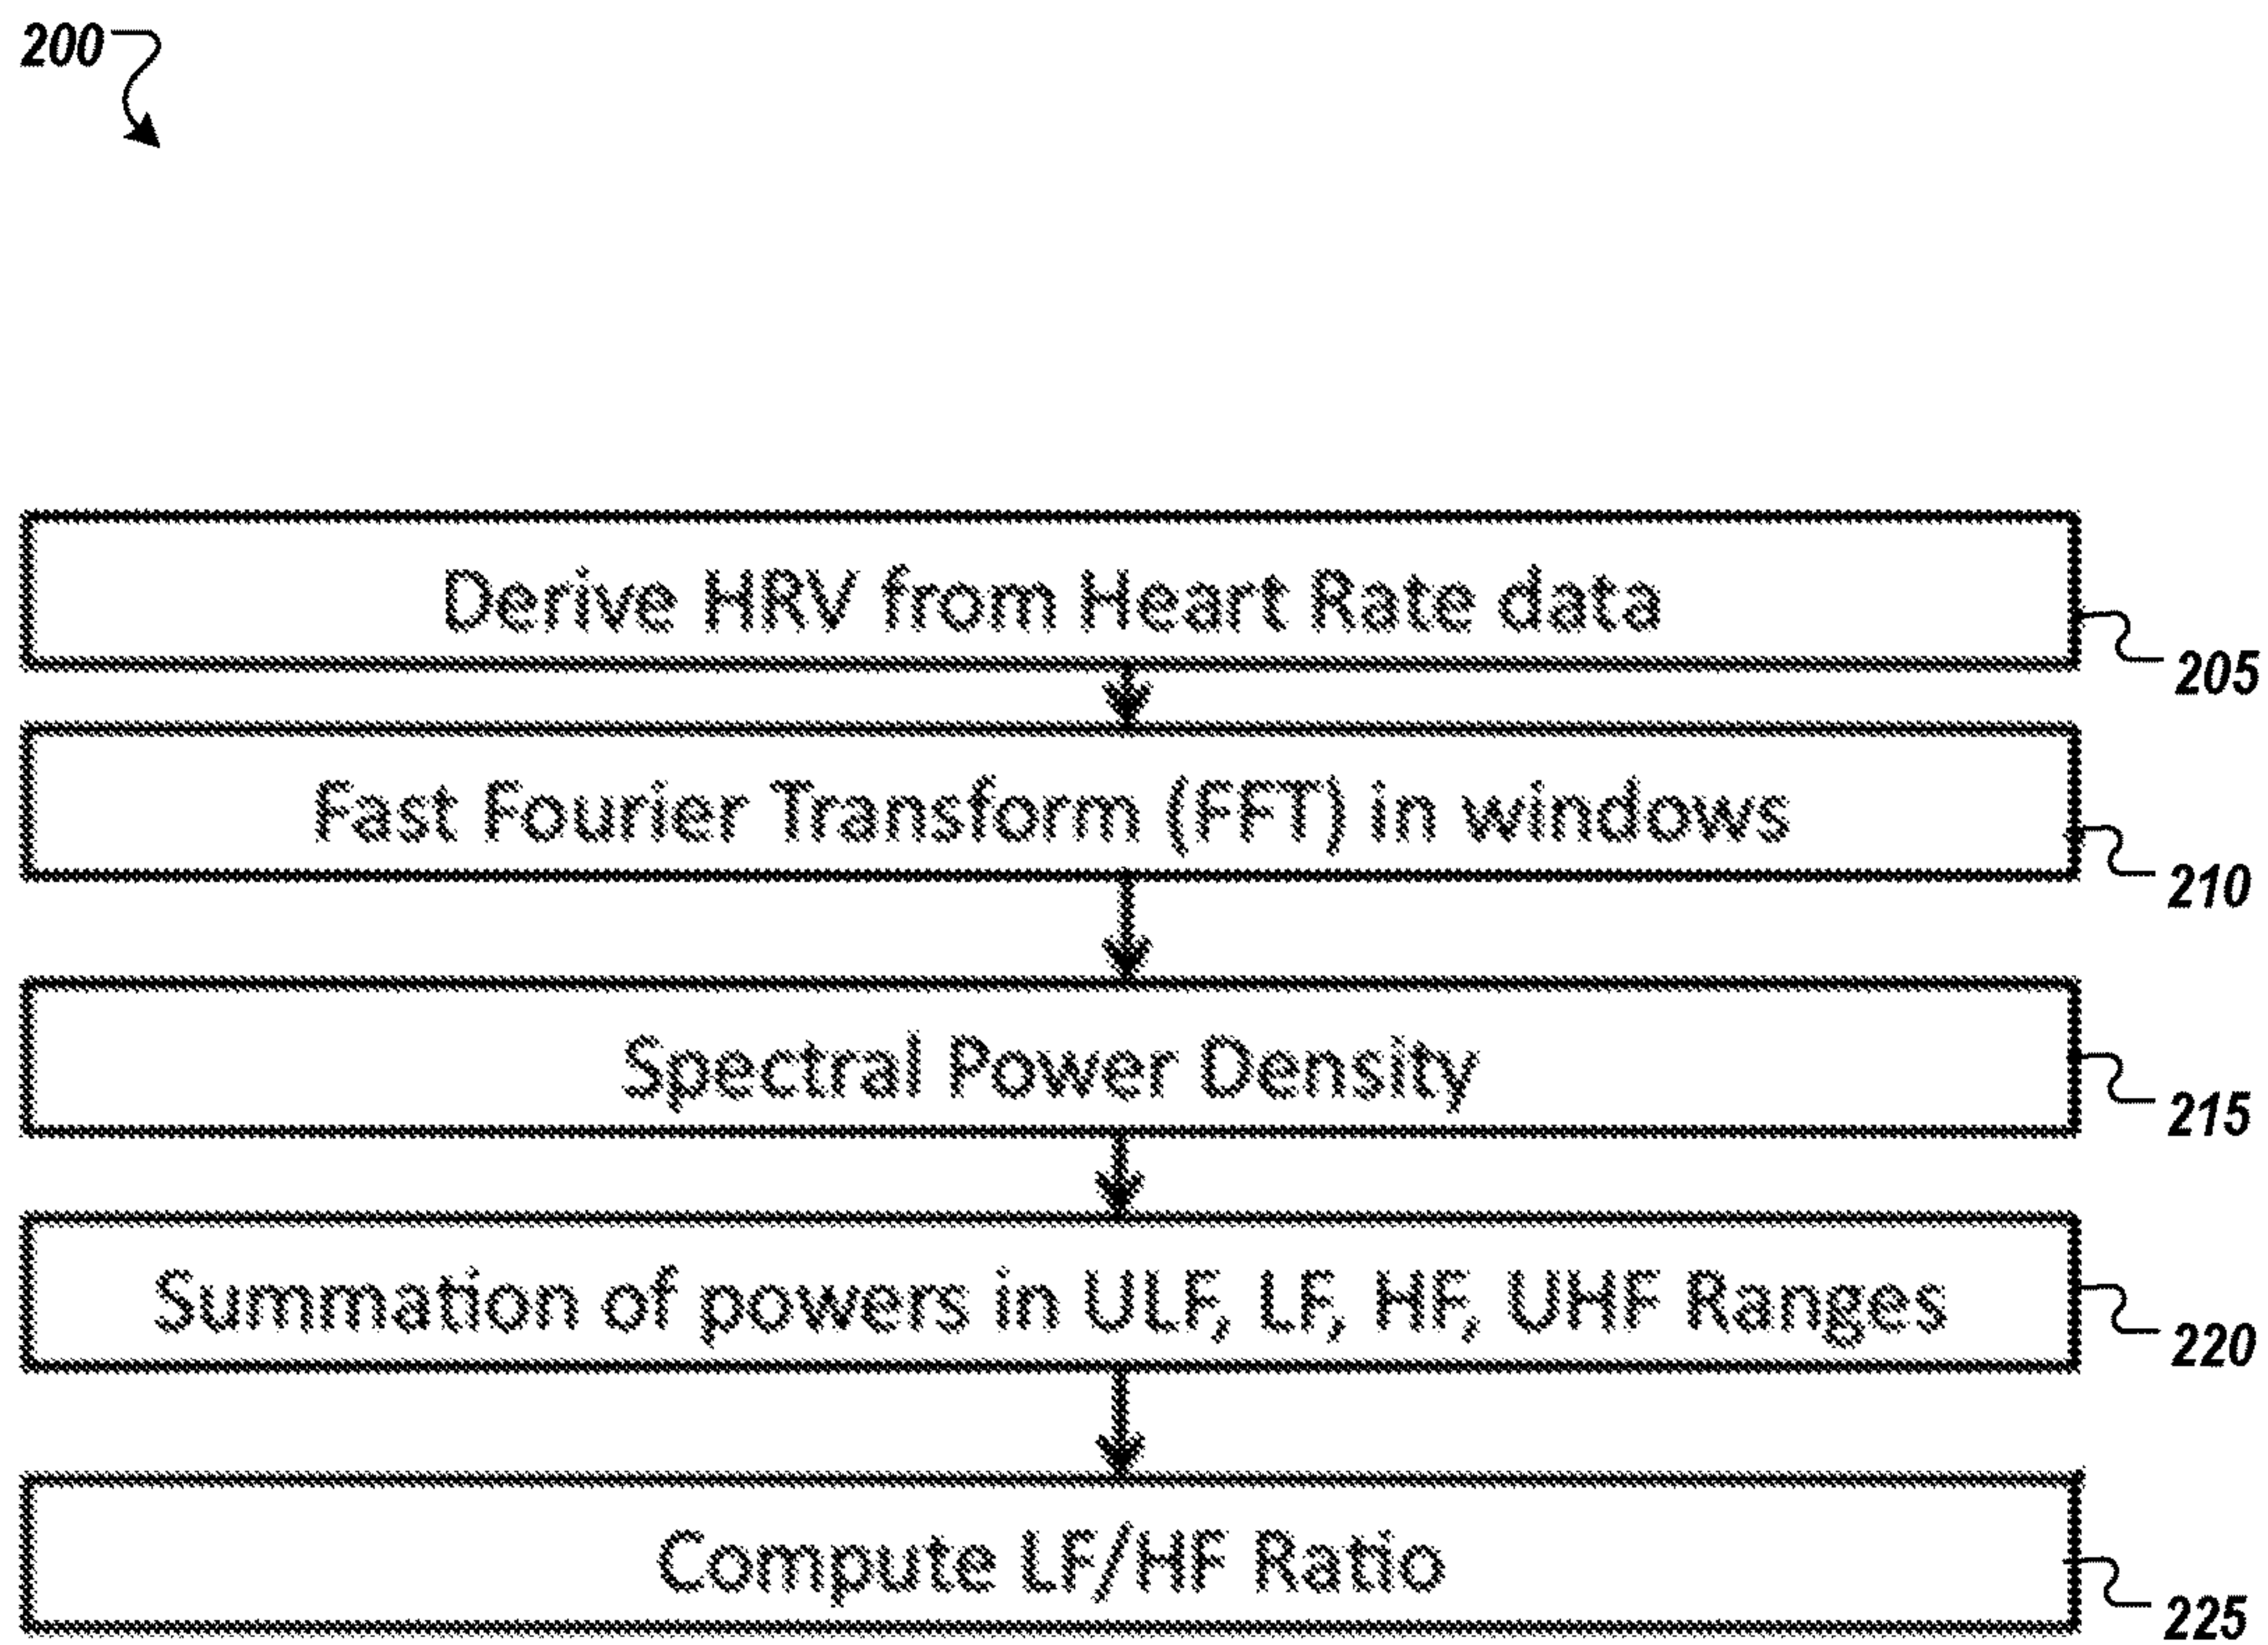 200
Derive HRV from Heart Rate data
205
Fast Fourier Transform (FFT) in windows
210
Spectral Power Density
215
Summation of powers in ULF, LF, HF, UHF Ranges
220
Compute LF/HF Ratio
225